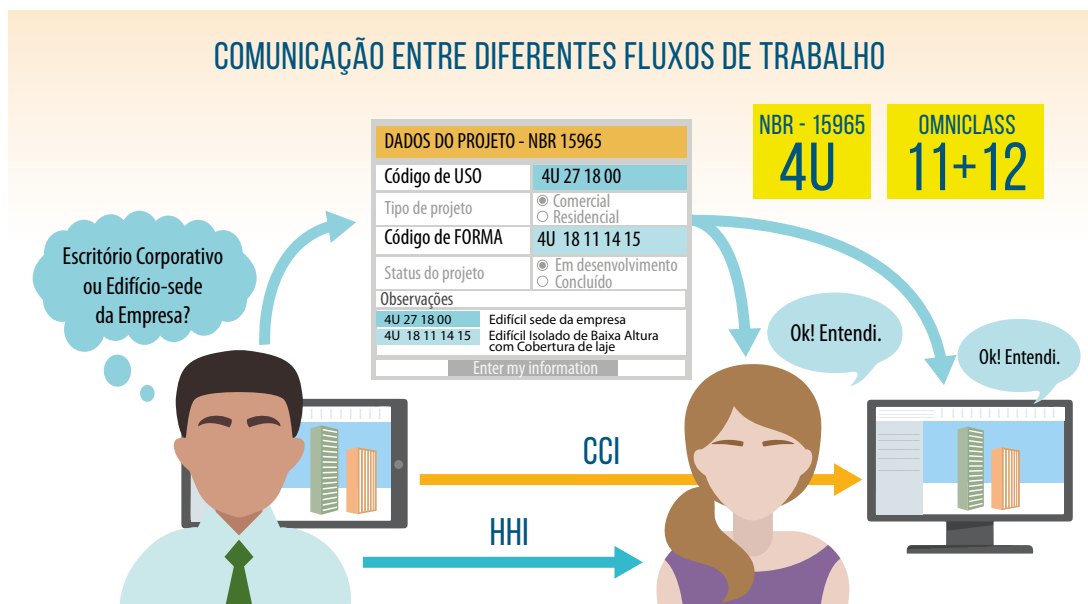 COMUNICAÇÃO ENTRE DIFERENTES FLUXOS DE TRABALHO
NBR - 15965
4U
OMNICLASS
11+12
DADOS DO PROJETO - NBR 15965
Código de USO 4U 27 18 00
Tipo de projeto
Comercial
Residencial
Código de FORMA 4U 18 11 14 15
Status do projeto
Em desenvolvimento
Concluído
Observações
4U 27 18 00 Edifícil sede da empresa
4U 18 11 14 15 Edifícil Isolado de Baixa Altura
com Cobertura de laje
Enter my information
Escritório Corporativo
ou Edifício-sede
da Empresa?
Ok! Entendi.
Ok! Entendi.
CCI
HHI